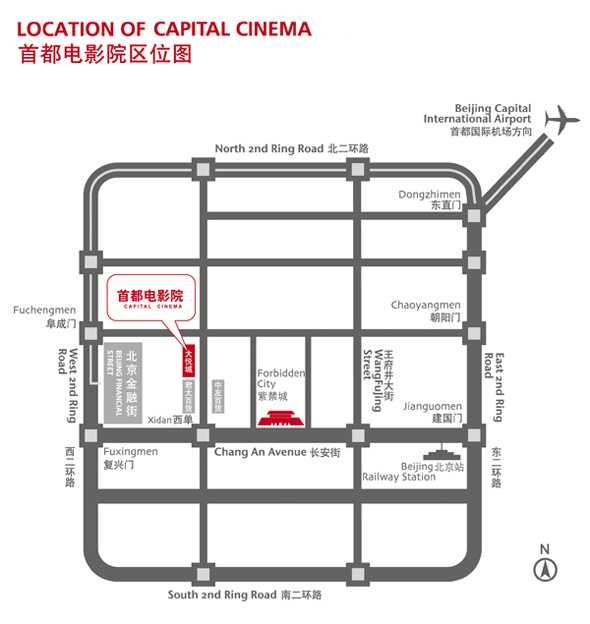 LOCATION OF CAPITAL CINEMA
首都电影院区位图
Beijing Capital
International Airport
首都国际机场方向
North 2nd Ring Road 北二环路
Dongzhimen
东直门
首都电影院
CAPITAL CINEMA
Fuchengmen
阜成门
Chaoyangmen
朝阳门
West 2nd Ring
Road
北京金融街
BEIJING FINANCIAL
STREET
大悦城
君太百货
中友百货
Forbidden
City
紫禁城
王府井大街
WangFujing
Street
East 2nd Ring
Road
Xidan 西单
Jianguomen
建国门
西二环路
Fuxingmen
复兴门
Chang An Avenue 长安街
Beijing 北京站
Railway Station
东二环路
N
South 2nd Ring Road 南二环路